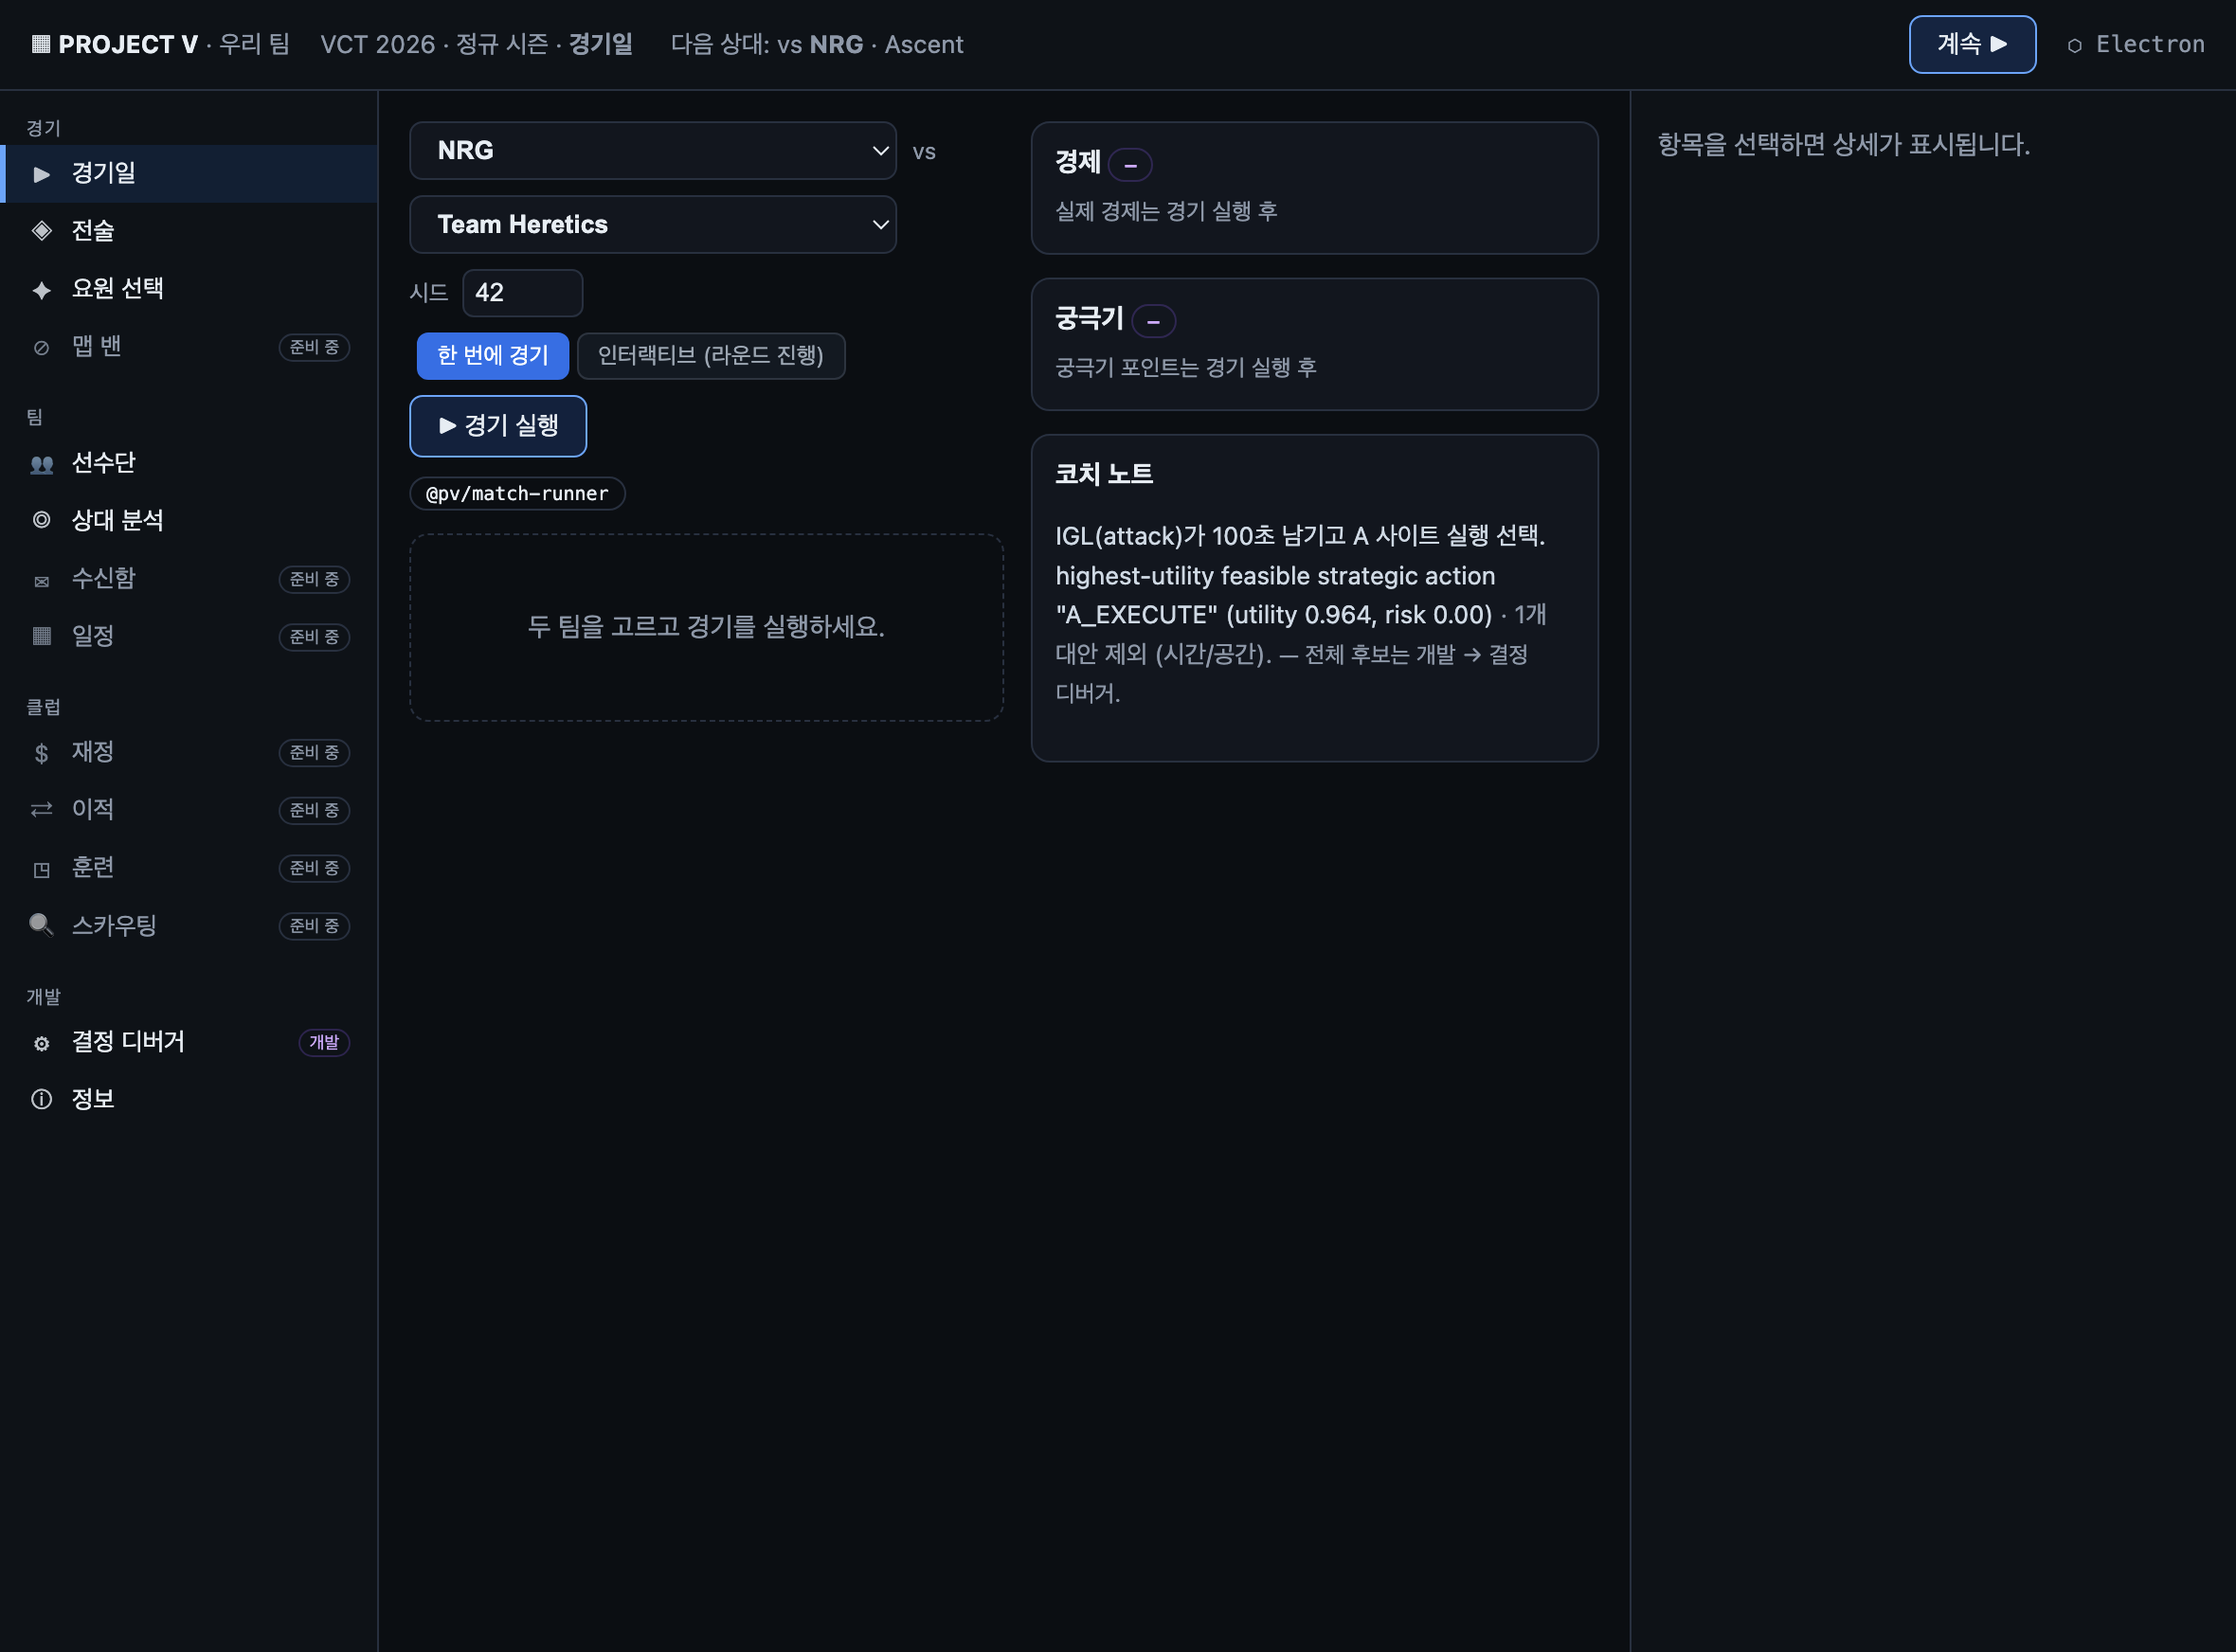 PROJECT V · 우리 팀 VCT 2026 · 정규 시즌 · 경기일 다음 상대: vs NRG · Ascent
계속 ▶
Electron
경기
경기일
전술
요원 선택
맵 밴 준비 중
팀
선수단
상대 분석
수신함 준비 중
일정 준비 중
클럽
재정 준비 중
이적 준비 중
훈련 준비 중
스카우팅 준비 중
개발
결정 디버거 개발
정보
NRG vs
Team Heretics
시드 42
한 번에 경기 인터랙티브 (라운드 진행)
▶ 경기 실행
@pv/match-runner
두 팀을 고르고 경기를 실행하세요.
경제 –
실제 경제는 경기 실행 후
궁극기 –
궁극기 포인트는 경기 실행 후
코치 노트
IGL(attack)가 100초 남기고 A 사이트 실행 선택.
highest-utility feasible strategic action
"A_EXECUTE" (utility 0.964, risk 0.00) · 1개
대안 제외 (시간/공간). — 전체 후보는 개발 → 결정
디버거.
항목을 선택하면 상세가 표시됩니다.